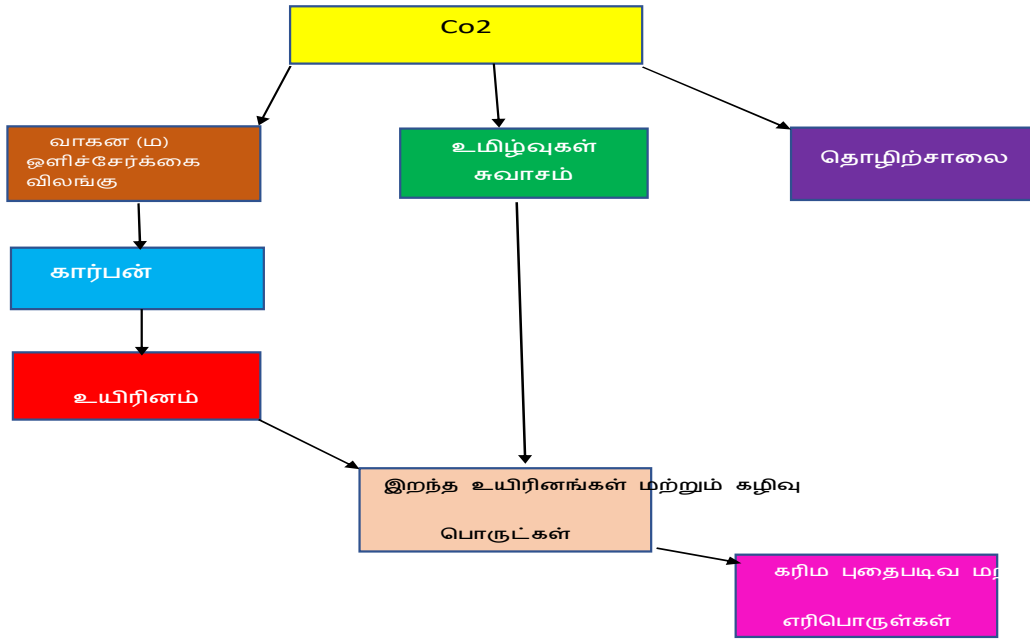 Co2
வாகன (ம)
ஒளிச்சேர்க்கை
விலங்கு
உமிழ்வுகள்
சுவாசம்
தொழிற்சாலை
கார்பன்
உயிரினம்
இறந்த உயிரினங்கள் மற்றும் கழிவு
பொருட்கள்
கரிம புதைபடிவ
எரிபொருள்கள்